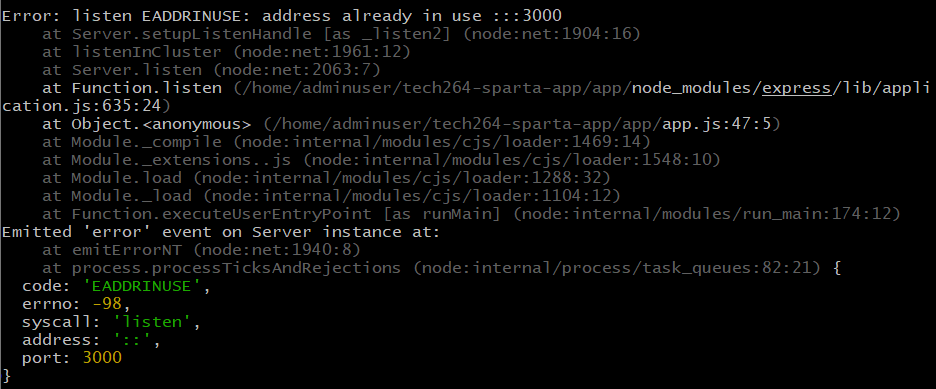 Error: listen EADDRINUSE: address already in use :::3000
    at Server.setupListenHandle [as _listen2] (node:net:1904:16)
    at listenInCluster (node:net:1961:12)
    at Server.listen (node:net:2063:7)
    at Function.listen (/home/adminuser/tech264-sparta-app/app/node_modules/express/lib/appli
cation.js:635:24)
    at Object.<anonymous> (/home/adminuser/tech264-sparta-app/app/app.js:47:5)
    at Module._compile (node:internal/modules/cjs/loader:1469:14)
    at Module._extensions..js (node:internal/modules/cjs/loader:1548:10)
    at Module.load (node:internal/modules/cjs/loader:1288:32)
    at Module._load (node:internal/modules/cjs/loader:1104:12)
    at Function.executeUserEntryPoint [as runMain] (node:internal/modules/run_main:174:12)
Emitted 'error' event on Server instance at:
    at emitErrorNT (node:net:1940:8)
    at process.processTicksAndRejections (node:internal/process/task_queues:82:21) {
  code: 'EADDRINUSE',
  errno: -98,
  syscall: 'listen',
  address: '::',
  port: 3000
}